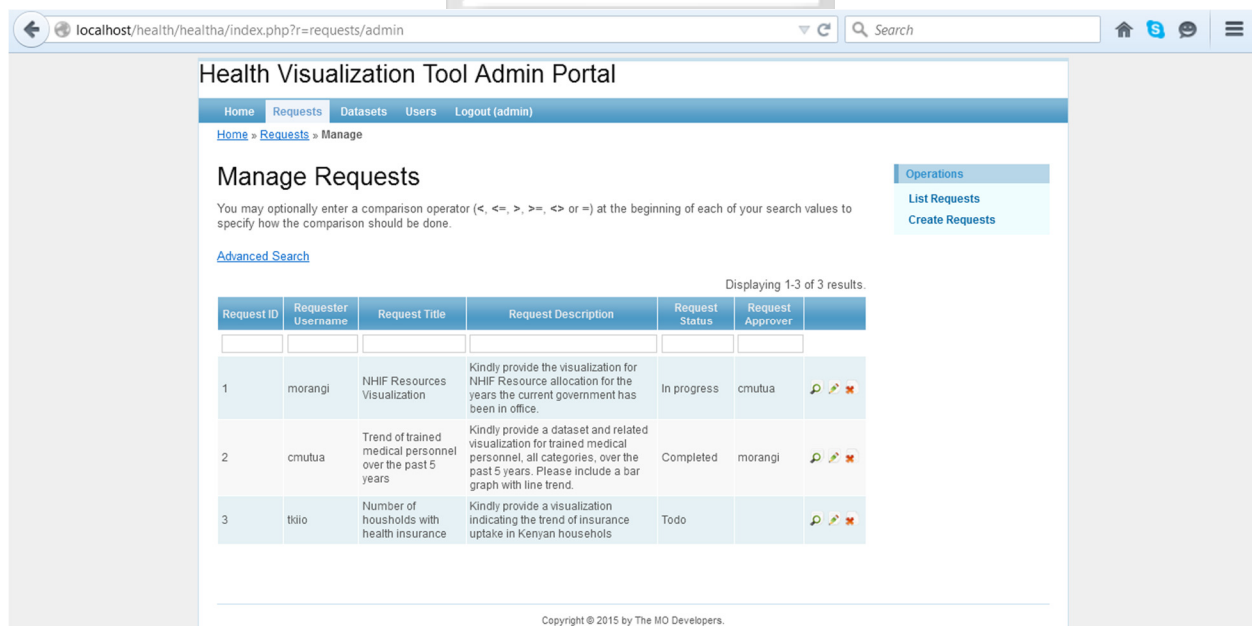 localhost/health/healtha/index.php?r=requests/admin
Search
Health Visualization Tool Admin Portal
Home Requests Datasets Users Logout (admin)
Home » Requests » Manage
Manage Requests
You may optionally enter a comparison operator (<, <=, >, >=, <> or =) at the beginning of each of your search values to
specify how the comparison should be done.
Advanced Search
Operations
List Requests
Create Requests
Displaying 1-3 of 3 results.
Request ID
Requester
Username
Request Title
Request Description
Request
Status
Request
Approver
1
morangi
NHIF Resources
Visualization
Kindly provide the visualization for
NHIF Resource allocation for the
years the current government has
been in office.
In progress
cmutua
2
cmutua
Trend of trained
medical personnel
over the past 5
years
Kindly provide a dataset and related
visualization for trained medical
personnel, all categories, over the
past 5 years. Please include a bar
graph with line trend.
Completed
morangi
3
tkiio
Number of
housholds with
health insurance
Kindly provide a visualization
indicating the trend of insurance
uptake in Kenyan househols
Todo
Copyright © 2015 by The MO Developers.